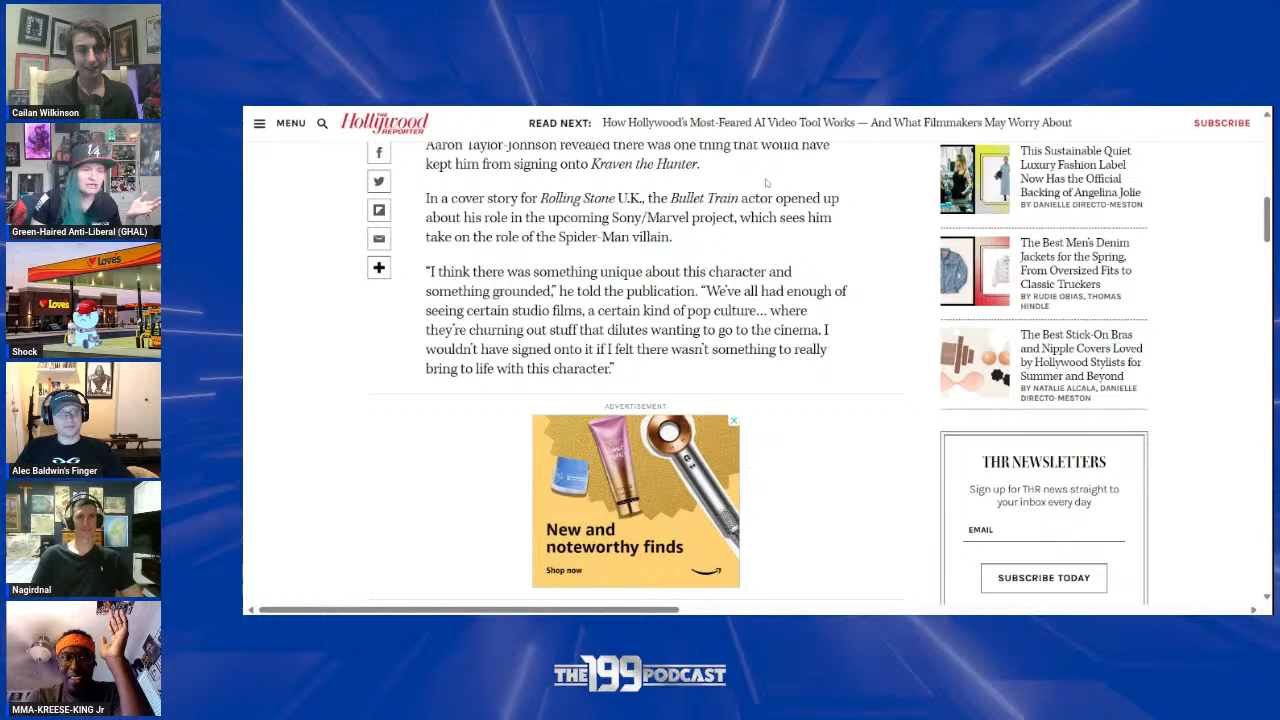 Cailan Wilkinson
14
Green-Haired Anti-Liberal (GHAL)
Love's
Loves
Shock
Alec Baldwin's Finger
Nagirdnal
MMA-KREESE-KING Jr
MENU
THE Hollywood REPORTER
READ NEXT: How Hollywood's Most-Feared AI Video Tool Works — And What Filmmakers May Worry About
SUBSCRIBE
Aaron Taylor-Johnson revealed there was one thing that would have
kept him from signing onto Kraven the Hunter.
In a cover story for Rolling Stone U.K., the Bullet Train actor opened up
about his role in the upcoming Sony/Marvel project, which sees him
take on the role of the Spider-Man villain.
“I think there was something unique about this character and
something grounded,” he told the publication. “We’ve all had enough of
seeing certain studio films, a certain kind of pop culture… where
they’re churning out stuff that dilutes wanting to go to the cinema. I
wouldn’t have signed onto it if I felt there wasn’t something to really
bring to life with this character.”
ADVERTISEMENT
New and
noteworthy finds
Shop now
This Sustainable Quiet
Luxury Fashion Label
Now Has the Official
Backing of Angelina Jolie
BY DANIELLE DIRECTO-MESTON
The Best Men's Denim
Jackets for the Spring,
From Oversized Fits to
Classic Truckers
BY RUDIE OBIAS, THOMAS
HINDLE
The Best Stick-On Bras
and Nipple Covers Loved
by Hollywood Stylists for
Summer and Beyond
BY NATALIE ALCALA, DANIELLE
DIRECTO-MESTON
THR NEWSLETTERS
Sign up for THR news straight to
your inbox every day
EMAIL
SUBSCRIBE TODAY
THE 199 PODCAST